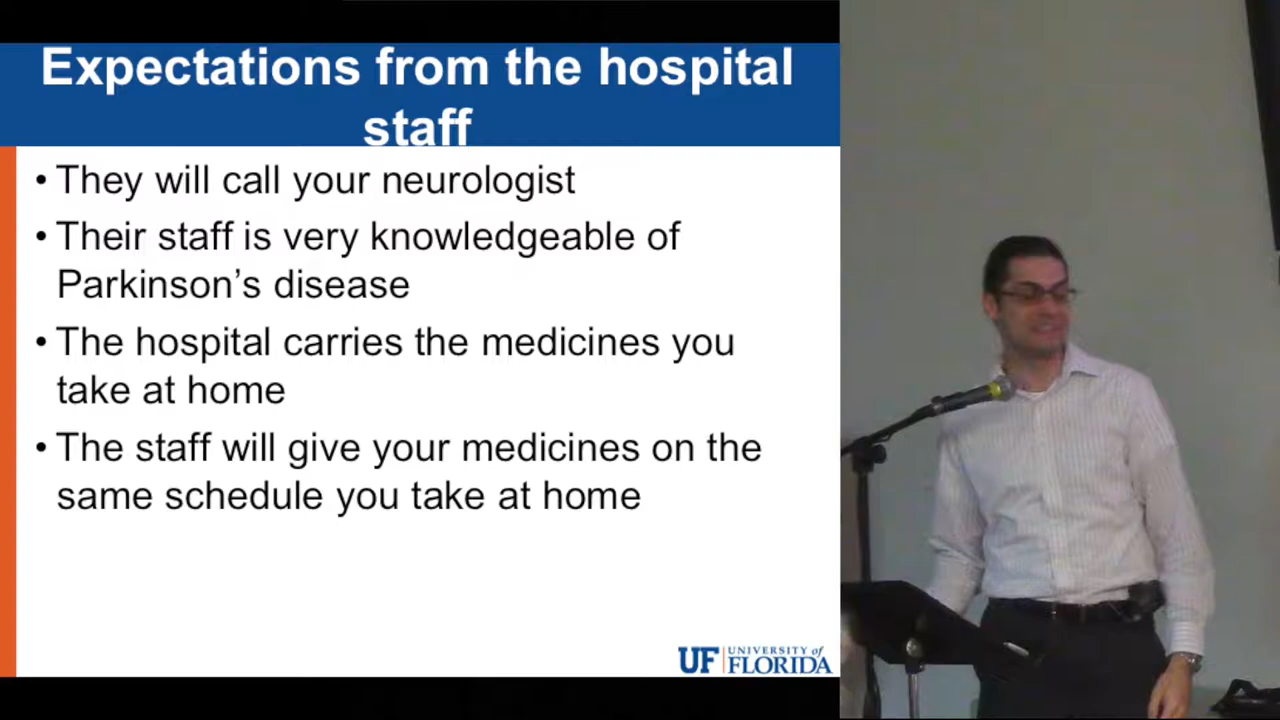 Expectations from the hospital
staff
• They will call your neurologist
• Their staff is very knowledgeable of
Parkinson’s disease
• The hospital carries the medicines you
take at home
• The staff will give your medicines on the
same schedule you take at home
UF UNIVERSITY of
FLORIDA